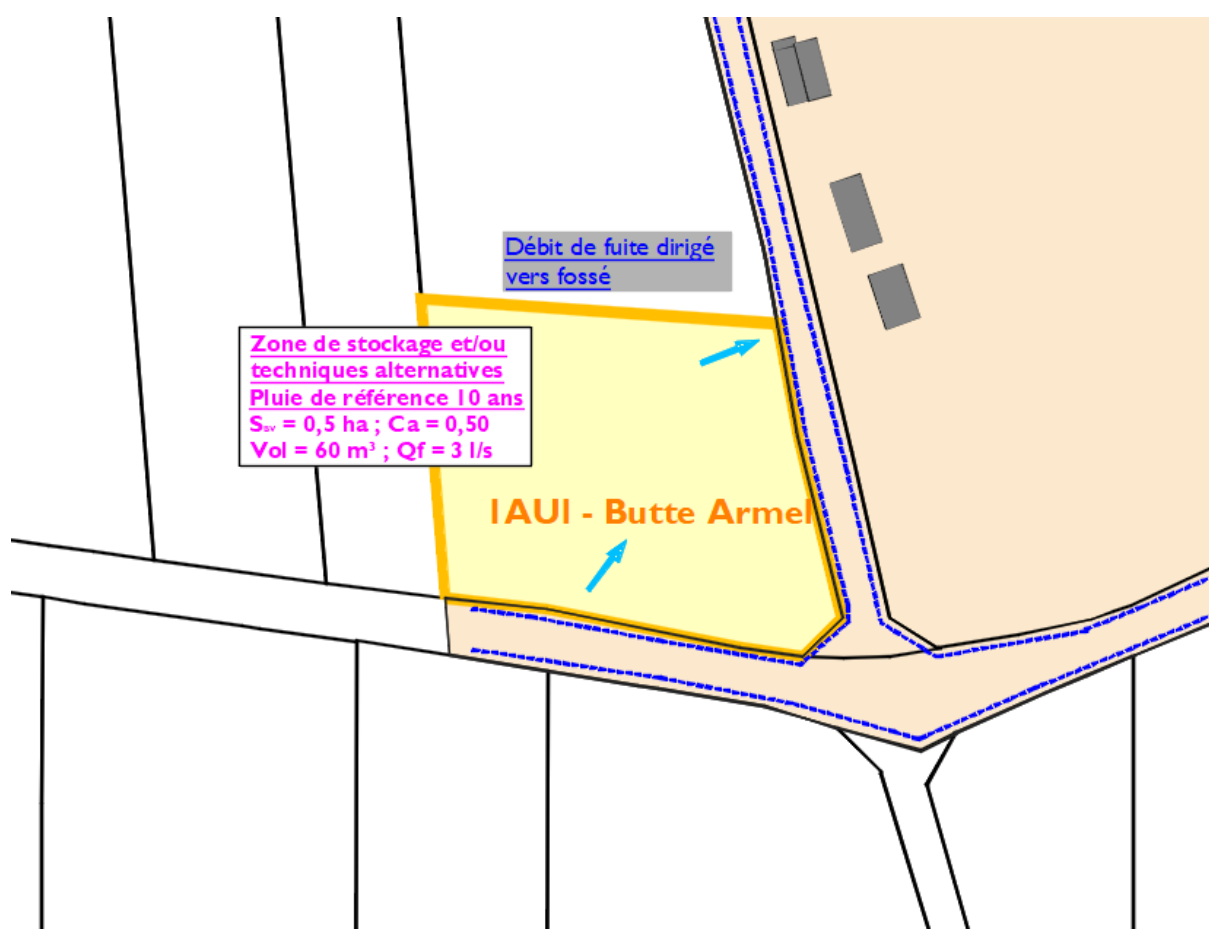 Débit de fuite dirigé
vers fossé
Zone de stockage et/ou
techniques alternatives
Pluie de référence 10 ans
Sᵦᵥ = 0,5 ha ; Ca = 0,50
Vol = 60 m³ ; Qf = 3 l/s
1AUI - Butte Armel